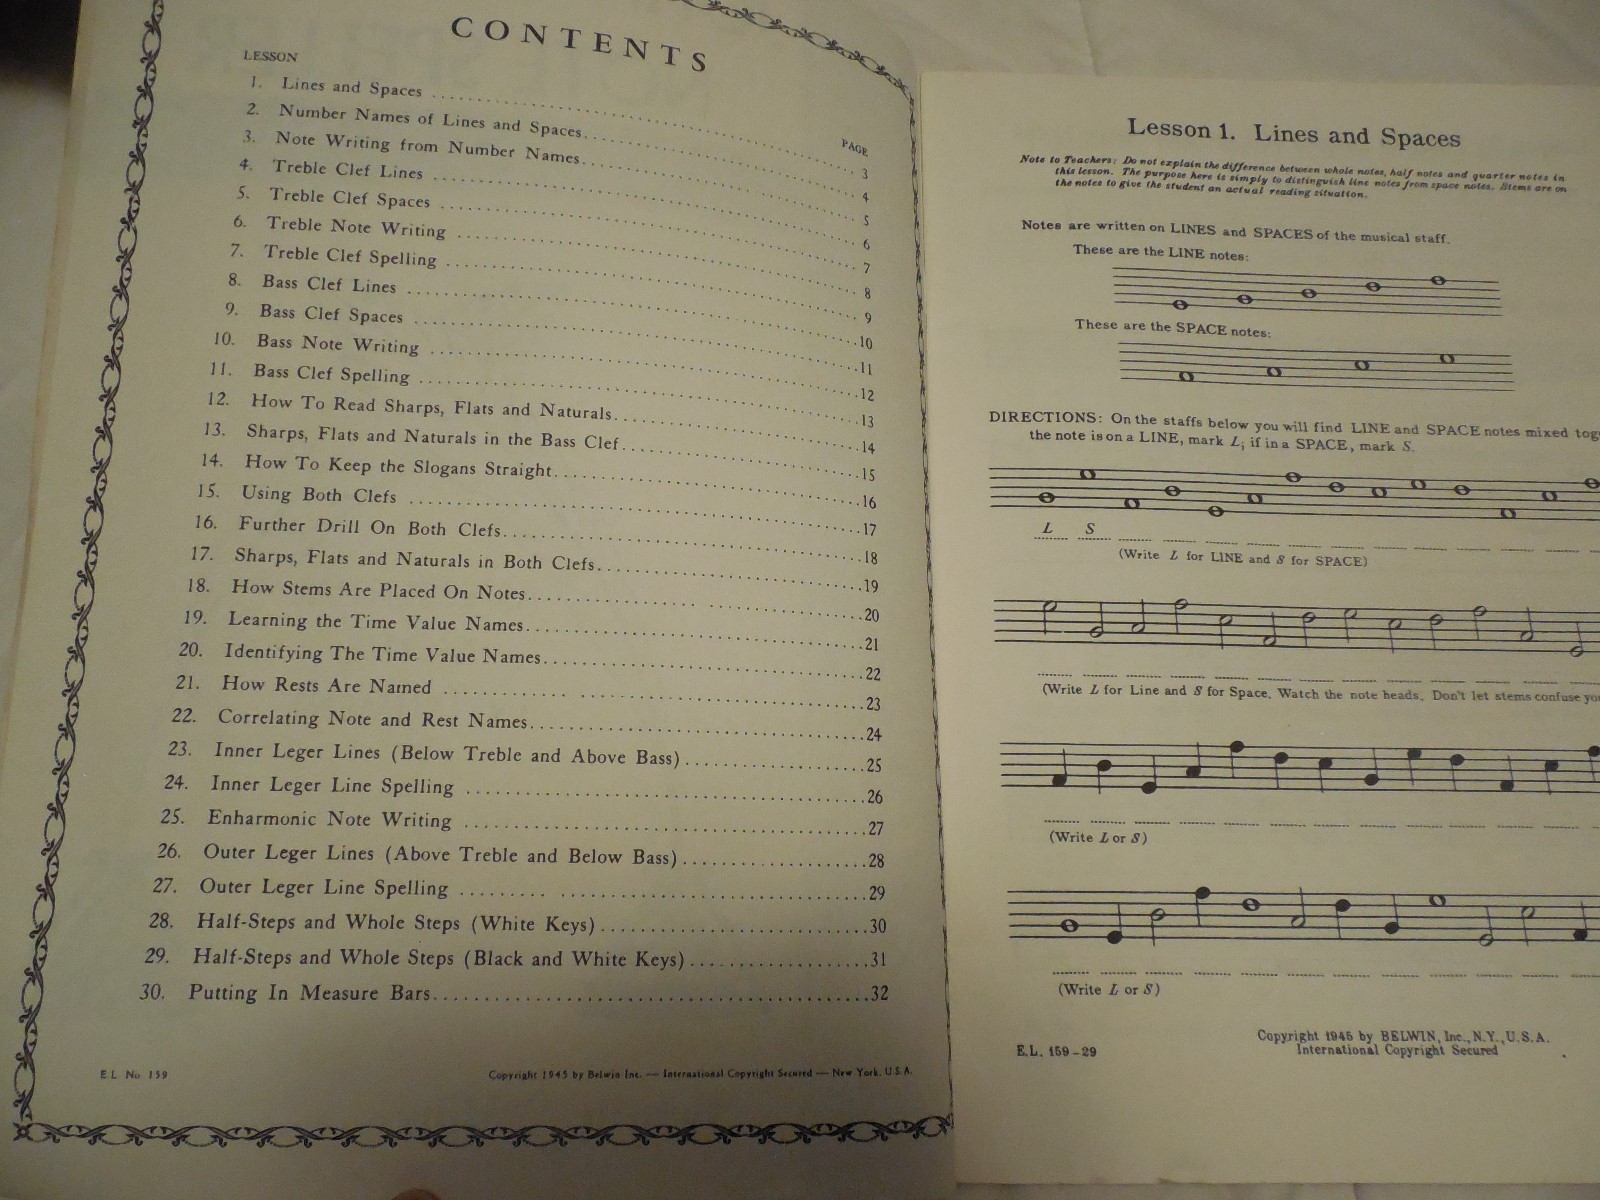 CONTENTS
LESSON
PAGE
1. Lines and Spaces 3
2. Number Names of Lines and Spaces 4
3. Note Writing from Number Names 5
4. Treble Clef Lines 6
5. Treble Clef Spaces 7
6. Treble Note Writing 8
7. Treble Clef Spelling 9
8. Bass Clef Lines 10
9. Bass Clef Spaces 11
10. Bass Note Writing 12
11. Bass Clef Spelling 13
12. How To Read Sharps, Flats and Naturals 14
13. Sharps, Flats and Naturals in the Bass Clef 15
14. How To Keep the Slogans Straight 16
15. Using Both Clefs 17
16. Further Drill On Both Clefs 18
17. Sharps, Flats and Naturals in Both Clefs 19
18. How Stems Are Placed On Notes 20
19. Learning the Time Value Names 21
20. Identifying The Time Value Names 22
21. How Rests Are Named 23
22. Correlating Note and Rest Names 24
23. Inner Leger Lines (Below Treble and Above Bass) 25
24. Inner Leger Line Spelling 26
25. Enharmonic Note Writing 27
26. Outer Leger Lines (Above Treble and Below Bass) 28
27. Outer Leger Line Spelling 29
28. Half-Steps and Whole Steps (White Keys) 30
29. Half-Steps and Whole Steps (Black and White Keys) 31
30. Putting In Measure Bars 32
E.L. No 159
Copyright 1945 by Belwin Inc. — International Copyright Secured — New York, U.S.A.
Lesson 1. Lines and Spaces
Note to Teachers: Do not explain the difference between whole notes, half notes and quarter notes in
this lesson. The purpose here is simply to distinguish line notes from space notes. Stems are on
the notes to give the student an actual reading situation.
Notes are written on LINES and SPACES of the musical staff.
These are the LINE notes:
These are the SPACE notes:
DIRECTIONS: On the staffs below you will find LINE and SPACE notes mixed tog
the note is on a LINE, mark L; if in a SPACE, mark S.
L S
(Write L for LINE and S for SPACE)
(Write L for Line and S for Space. Watch the note heads. Don't let stems confuse yo
(Write L or S)
(Write L or S)
Copyright 1945 by BELWIN, Inc., N.Y., U.S.A.
International Copyright Secured
E.L. 159-29